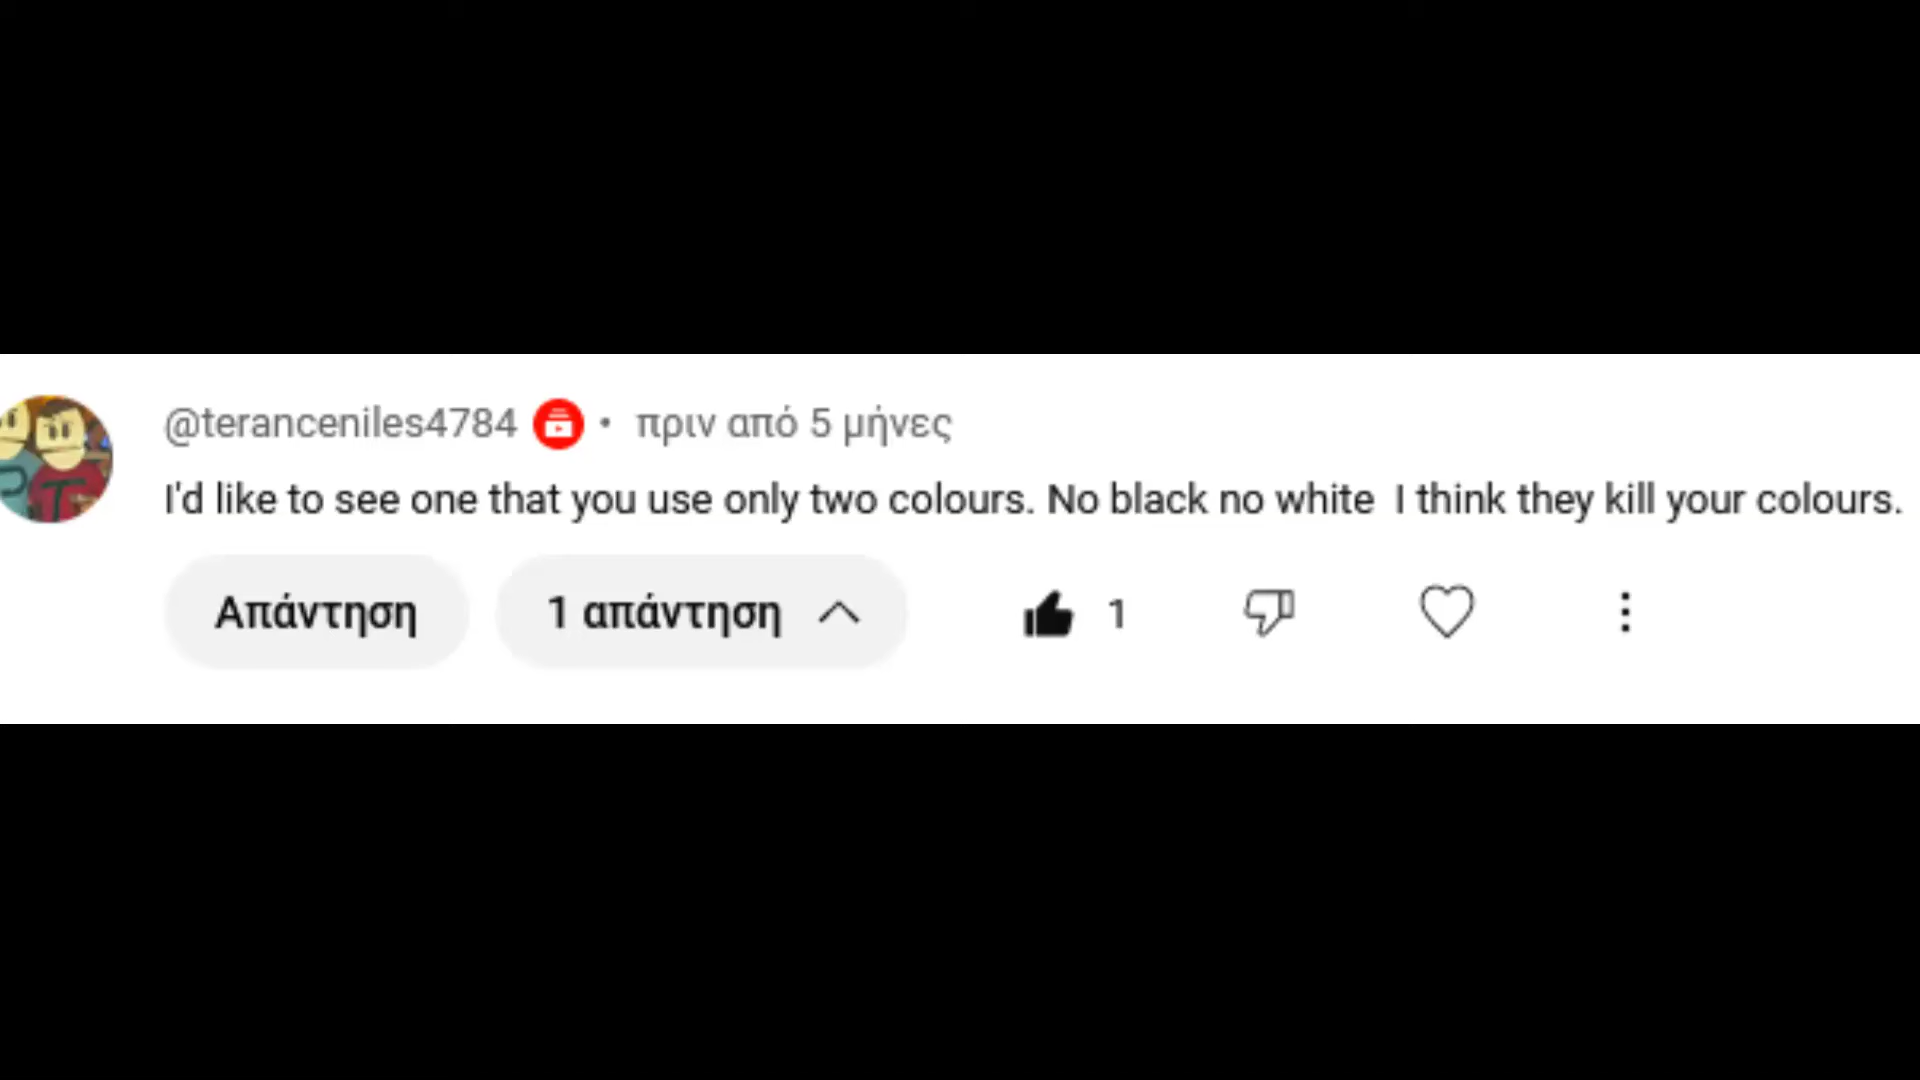 @teranceniles4784 • πριν από 5 μήνες
I'd like to see one that you use only two colours. No black no white  I think they kill your colours.
Απάντηση 1 απάντηση 1